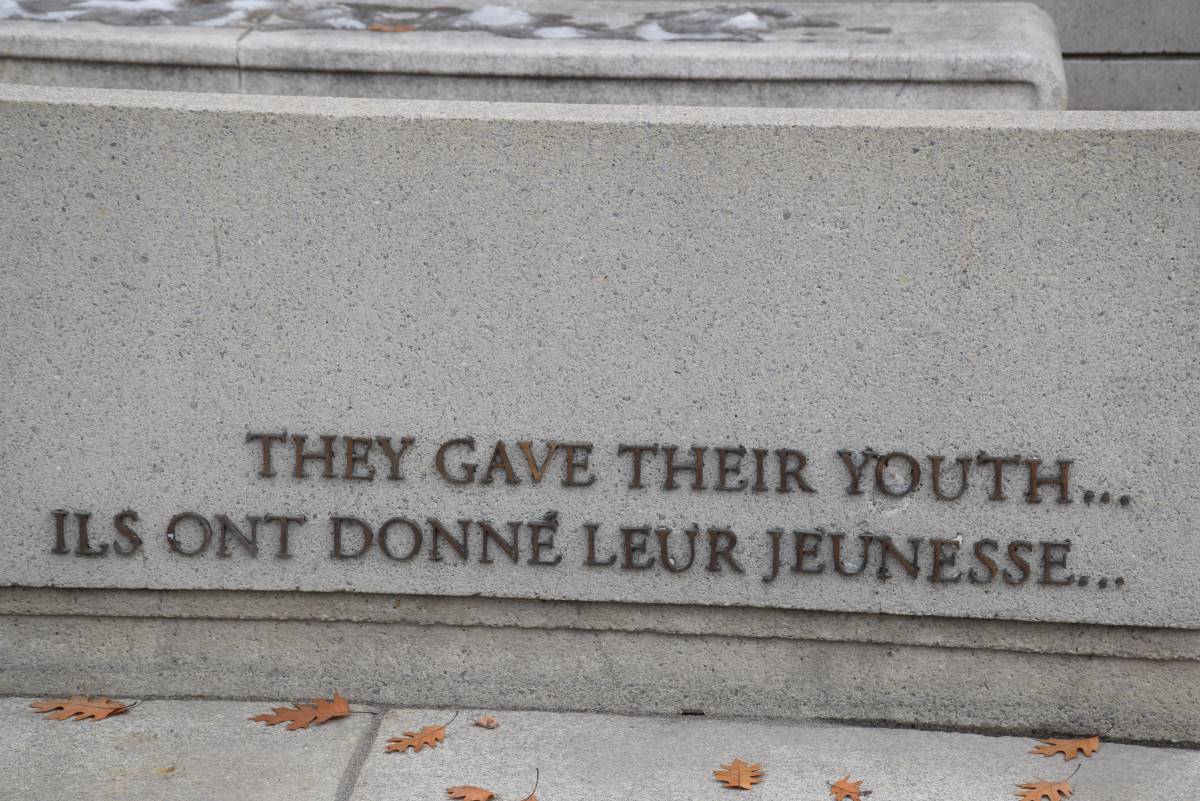 THEY GAVE THEIR YOUTH...
ILS ONT DONNÉ LEUR JEUNESSE...